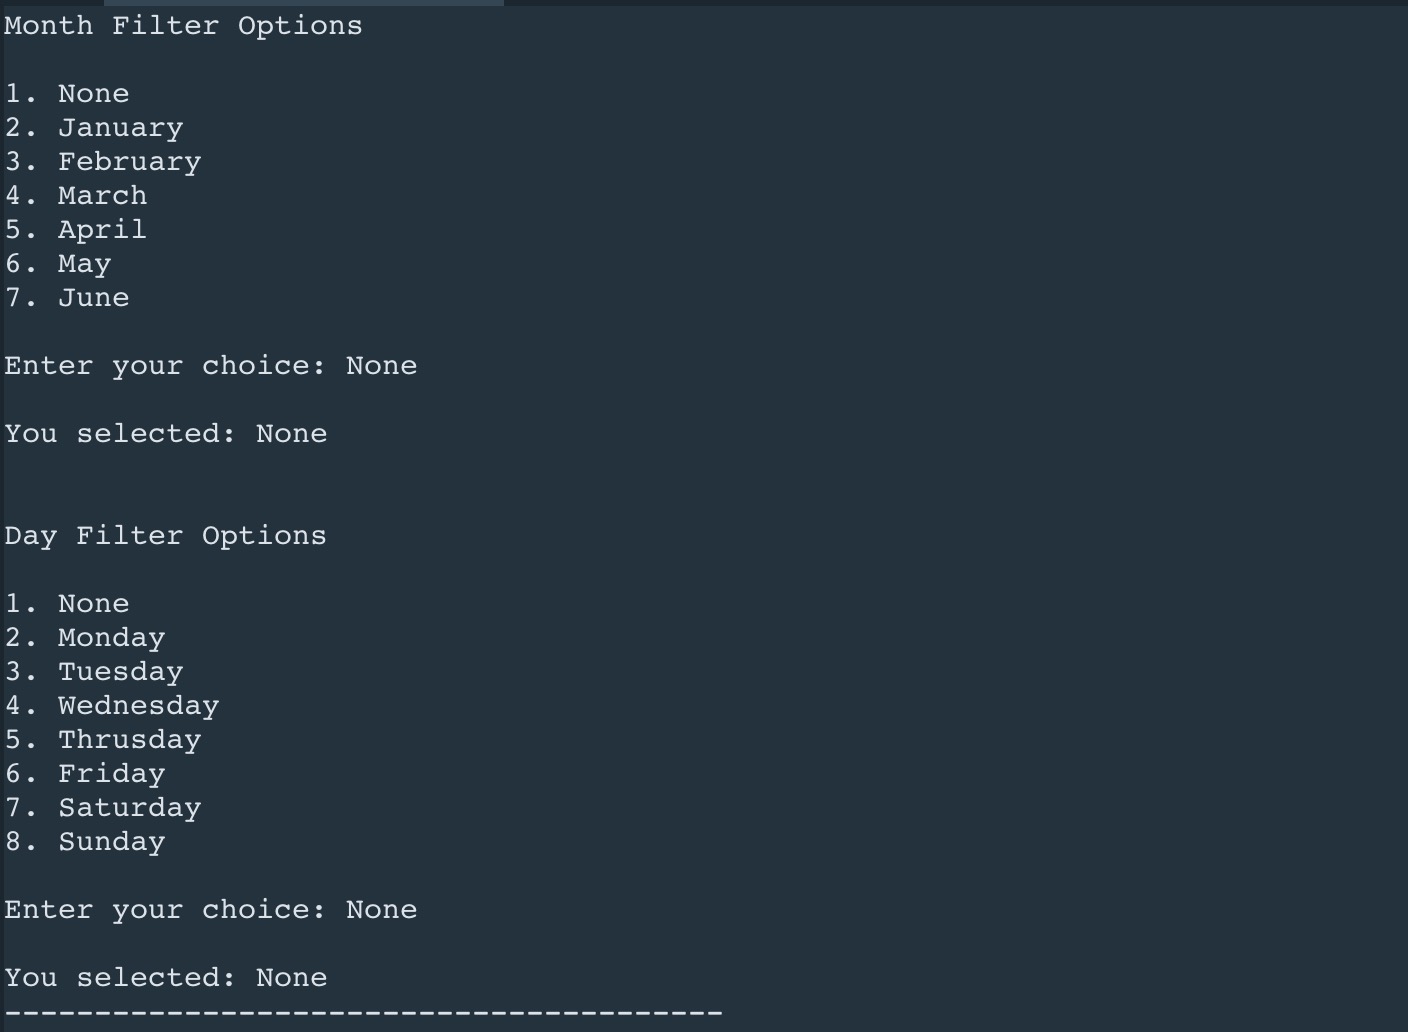 Month Filter Options
1. None
2. January
3. February
4. March
5. April
6. May
7. June
Enter your choice: None
You selected: None
Day Filter Options
1. None
2. Monday
3. Tuesday
4. Wednesday
5. Thrusday
6. Friday
7. Saturday
8. Sunday
Enter your choice: None
You selected: None
----------------------------------------